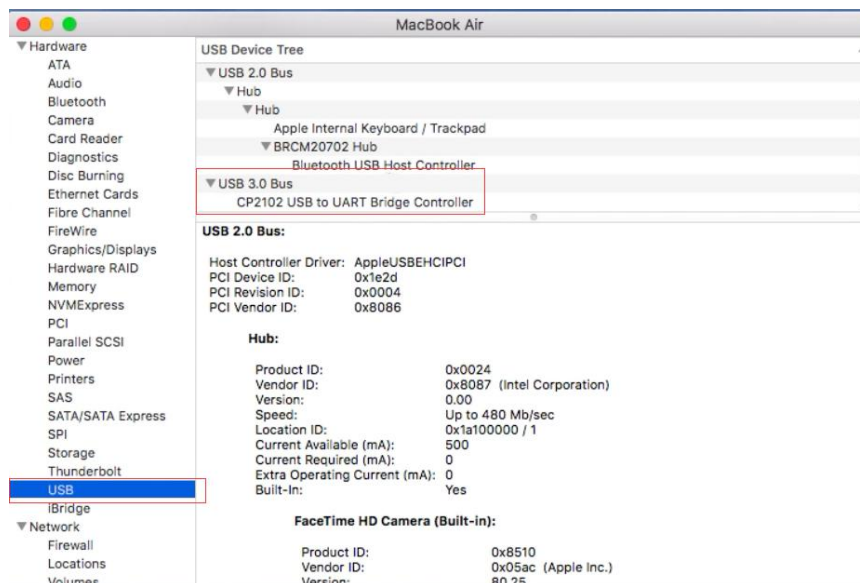 MacBook Air
Hardware
ATA
Audio
Bluetooth
Camera
Card Reader
Diagnostics
Disc Burning
Ethernet Cards
Fibre Channel
FireWire
Graphics/Displays
Hardware RAID
Memory
NVMExpress
PCI
Parallel SCSI
Power
Printers
SAS
SATA/SATA Express
SPI
Storage
Thunderbolt
USB
iBridge
Network
Firewall
Locations
Volumes
USB Device Tree
USB 2.0 Bus
Hub
Hub
Apple Internal Keyboard / Trackpad
BRCM20702 Hub
Bluetooth USB Host Controller
USB 3.0 Bus
CP2102 USB to UART Bridge Controller
USB 2.0 Bus:
Host Controller Driver: AppleUSBEHCIPCI
PCI Device ID: 0x1e2d
PCI Revision ID: 0x0004
PCI Vendor ID: 0x8086
Hub:
Product ID: 0x0024
Vendor ID: 0x8087 (Intel Corporation)
Version: 0.00
Speed: Up to 480 Mb/sec
Location ID: 0x1a100000 / 1
Current Available (mA): 500
Current Required (mA): 0
Extra Operating Current (mA): 0
Built-In: Yes
FaceTime HD Camera (Built-in):
Product ID: 0x8510
Vendor ID: 0x05ac (Apple Inc.)
Version: 80.25